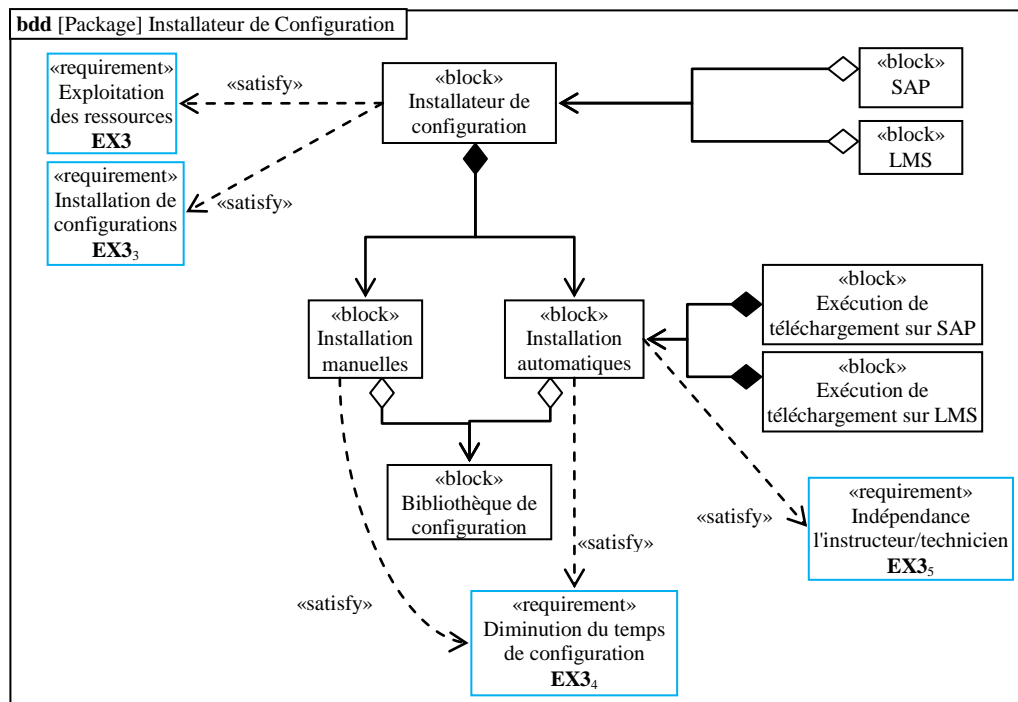 bdd [Package] Installateur de Configuration
«requirement»
Exploitation
des ressources
EX3
«satisfy»
«block»
Installateur de
configuration
«block»
SAP
«block»
LMS
«requirement»
Installation de
configurations
EX3₃
«satisfy»
«block»
Installation
manuelles
«block»
Installation
automatiques
«block»
Exécution de
téléchargement sur SAP
«block»
Exécution de
téléchargement sur LMS
«block»
Bibliothèque de
configuration
«satisfy»
«satisfy»
«requirement»
Indépendance
l'instructeur/technicien
EX3₅
«satisfy»
«requirement»
Diminution du temps
de configuration
EX3₄